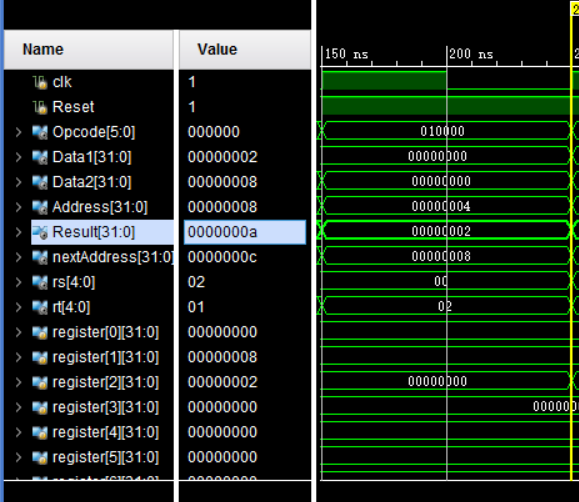 2
Name Value 150 ns 200 ns 2
clk 1
Reset 1
Opcode[5:0] 000000 010000
Data1[31:0] 00000002 00000000
Data2[31:0] 00000008 00000000
Address[31:0] 00000008 00000004
Result[31:0] 0000000a 00000002
nextAddress[31:0] 0000000c 00000008
rs[4:0] 02 00
rt[4:0] 01 02
register[0][31:0] 00000000
register[1][31:0] 00000008
register[2][31:0] 00000002 00000000
register[3][31:0] 00000000 000000
register[4][31:0] 00000000
register[5][31:0] 00000000